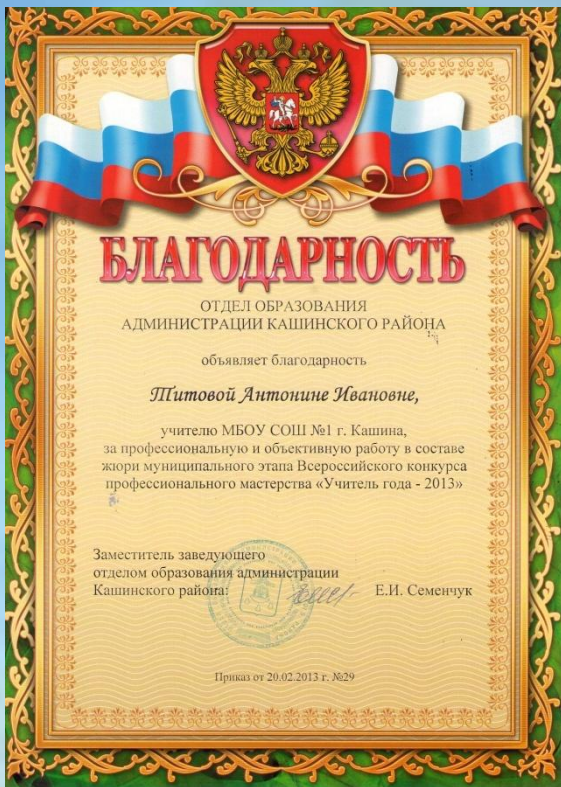 БЛАГОДАРНОСТЬ
ОТДЕЛ ОБРАЗОВАНИЯ
АДМИНИСТРАЦИИ КАШИНСКОГО РАЙОНА
объявляет благодарность
Титовой Антонине Ивановне,
учителю МБОУ СОШ №1 г. Кашина,
за профессиональную и объективную работу в составе
жюри муниципального этапа Всероссийского конкурса
профессионального мастерства «Учитель года - 2013»
Заместитель заведующего
отделом образования администрации
Кашинского района: Е.И. Семенчук
Приказ от 20.02.2013 г. №29